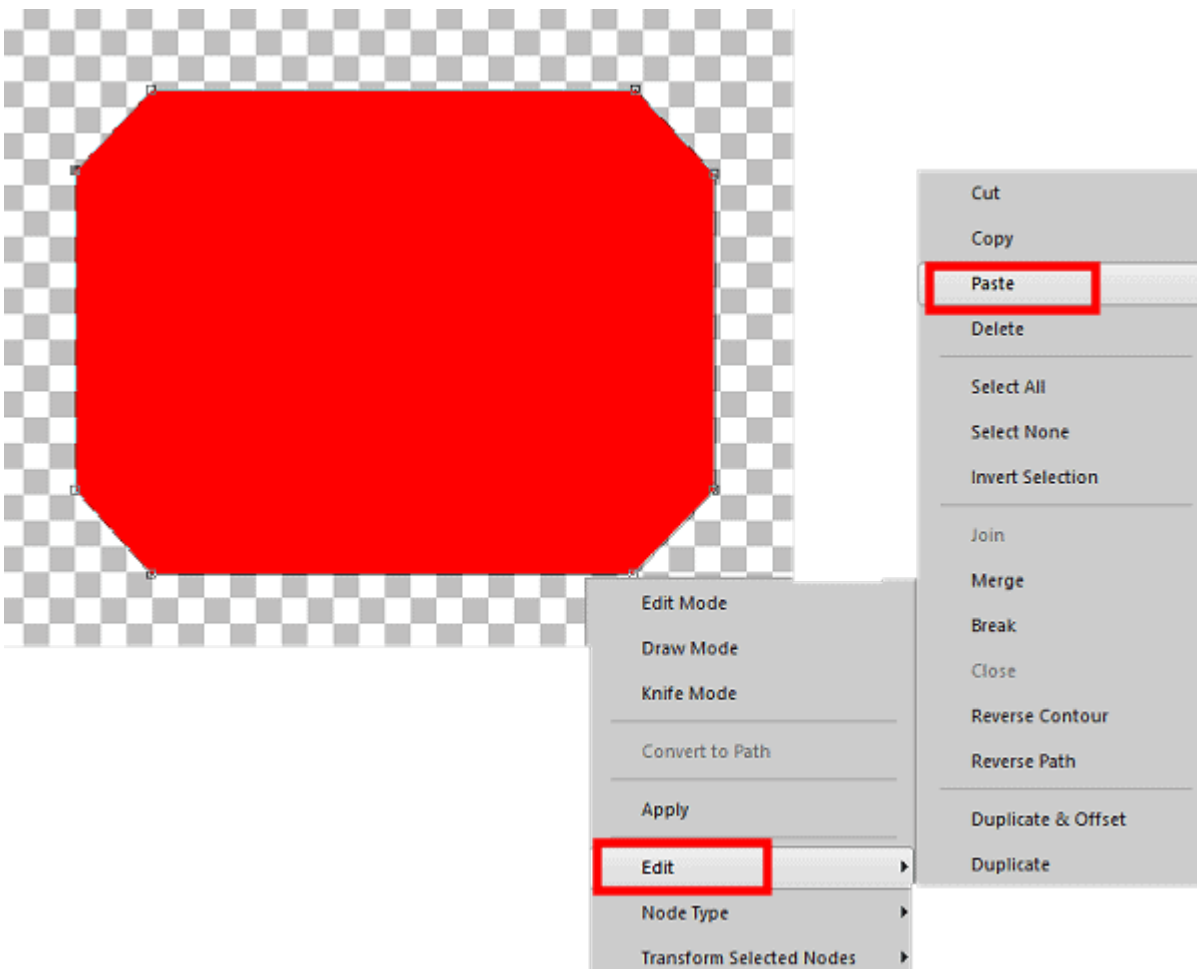 Cut
Copy
Paste
Delete
Select All
Select None
Invert Selection
Join
Merge
Break
Close
Reverse Contour
Reverse Path
Duplicate & Offset
Duplicate
Edit Mode
Draw Mode
Knife Mode
Convert to Path
Apply
Edit
Node Type
Transform Selected Nodes